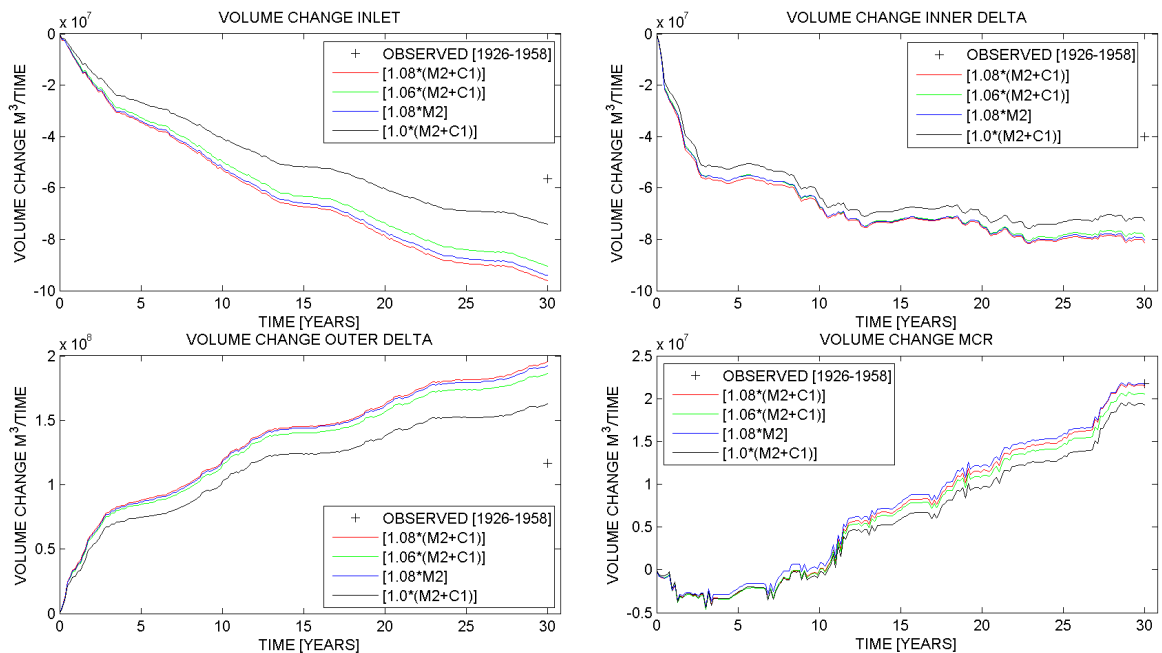 VOLUME CHANGE INLET
x 10^7
0
-2
-4
-6
-8
-10
VOLUME CHANGE M^3/TIME
OBSERVED [1926-1958]
[1.08*(M2+C1)]
[1.06*(M2+C1)]
[1.08*M2]
[1.0*(M2+C1)]
0 5 10 15 20 25 30
TIME [YEARS]
VOLUME CHANGE INNER DELTA
x 10^7
0
-2
-4
-6
-8
-10
VOLUME CHANGE M^3/TIME
OBSERVED [1926-1958]
[1.08*(M2+C1)]
[1.06*(M2+C1)]
[1.08*M2]
[1.0*(M2+C1)]
0 5 10 15 20 25 30
TIME [YEARS]
VOLUME CHANGE OUTER DELTA
x 10^8
2
1.5
1
0.5
0
VOLUME CHANGE M^3/TIME
OBSERVED [1926-1958]
[1.08*(M2+C1)]
[1.06*(M2+C1)]
[1.08*M2]
[1.0*(M2+C1)]
0 5 10 15 20 25 30
TIME [YEARS]
VOLUME CHANGE MCR
x 10^7
2.5
2.0
1.5
1.0
0.5
0
-0.5
VOLUME CHANGE M^3/TIME
OBSERVED [1926-1958]
[1.08*(M2+C1)]
[1.06*(M2+C1)]
[1.08*M2]
[1.0*(M2+C1)]
0 5 10 15 20 25 30
TIME [YEARS]